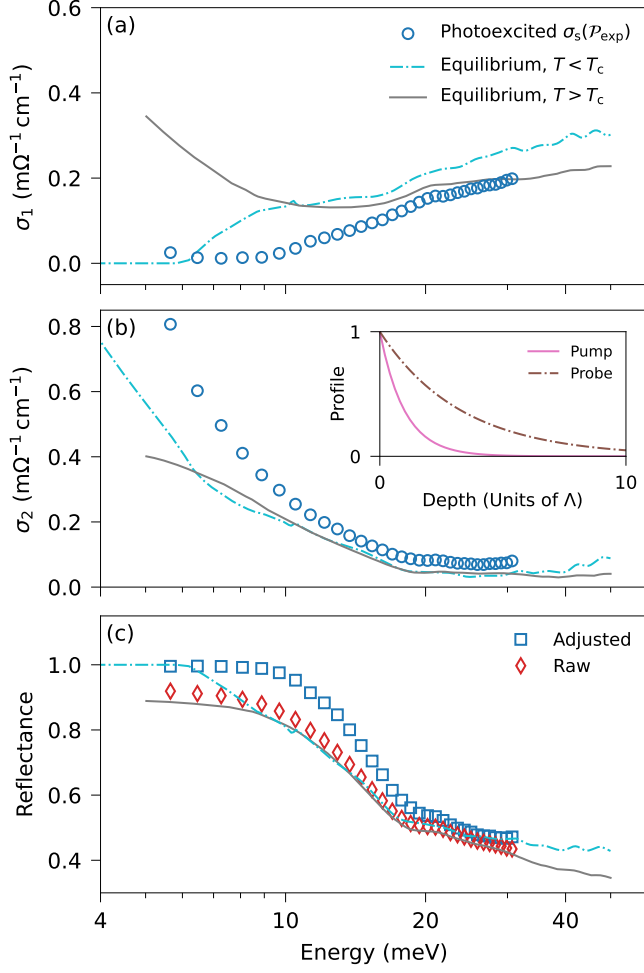 0.6
(a)
Photoexcited σs(𝒫exp)
Equilibrium, T < Tc
Equilibrium, T > Tc
0.4
0.2
0.0
σ1 (mΩ−1 cm−1)
(b)
0.8
0.6
0.4
0.2
0.0
σ2 (mΩ−1 cm−1)
1
0
Profile
Pump
Probe
0
10
Depth (Units of Λ)
(c)
Adjusted
Raw
1.0
0.8
0.6
0.4
Reflectance
4 10 20 40
Energy (meV)